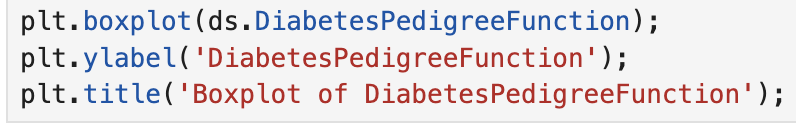 plt.boxplot(ds.DiabetesPedigreeFunction);
plt.ylabel('DiabetesPedigreeFunction');
plt.title('Boxplot of DiabetesPedigreeFunction');